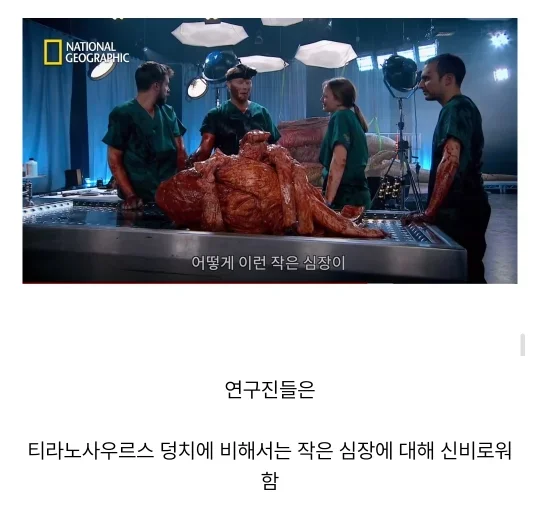 NATIONAL
GEOGRAPHIC
어떻게 이런 작은 심장이
연구진들은
티라노사우르스 덩치에 비해서는 작은 심장에 대해 신비로워
함